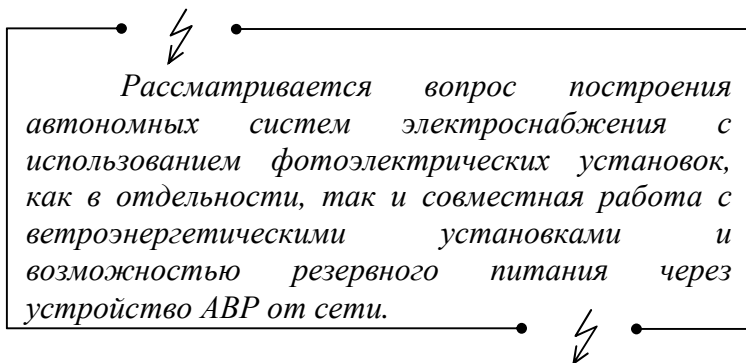 Рассматривается вопрос построения
автономных систем электроснабжения с
использованием фотоэлектрических установок,
как в отдельности, так и совместная работа с
ветроэнергетическими установками и
возможностью резервного питания через
устройство АВР от сети.